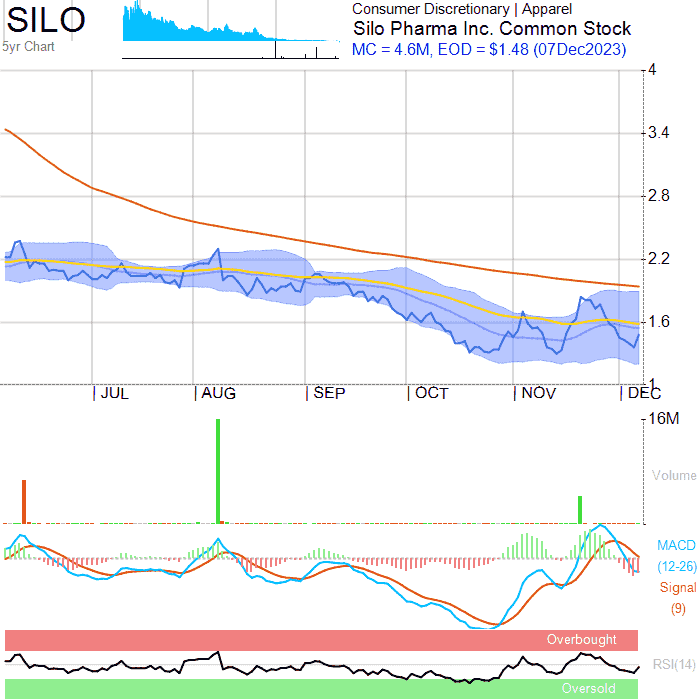 SILO
5yr Chart
Consumer Discretionary | Apparel
Silo Pharma Inc. Common Stock
MC = 4.6M, EOD = $1.48 (07Dec2023)
4
3.4
2.8
2.2
1.6
1
JUL AUG SEP OCT NOV DEC
16M
Volume
MACD
(12-26)
Signal
(9)
Overbought
RSI(14)
Oversold